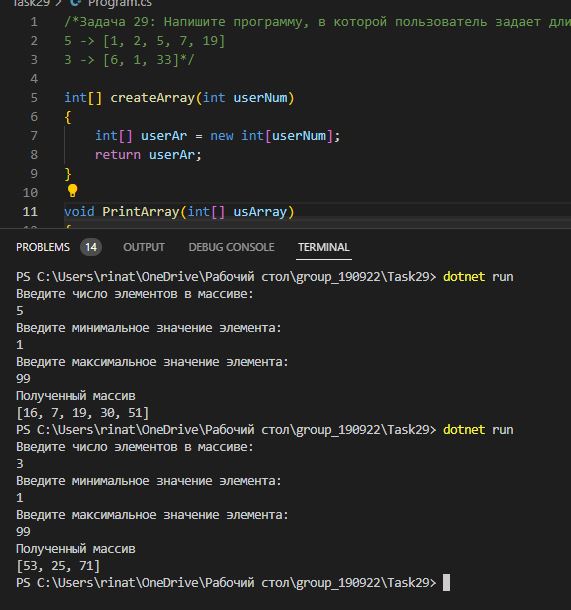 Task29 > Program.cs
1 /*Задача 29: Напишите программу, в которой пользователь задает
2 5 -> [1, 2, 5, 7, 19]
3 3 -> [6, 1, 33]*/
4
5 int[] createArray(int userNum)
6 {
7 int[] userAr = new int[userNum];
8 return userAr;
9 }
10
11 void PrintArray(int[] usArray)
12 {
PROBLEMS 14 OUTPUT DEBUG CONSOLE TERMINAL
PS C:\Users\rinat\OneDrive\Рабочий стол\group_190922\Task29> dotnet run
Введите число элементов в массиве:
5
Введите минимальное значение элемента:
1
Введите максимальное значение элемента:
99
Полученный массив
[16, 7, 19, 30, 51]
PS C:\Users\rinat\OneDrive\Рабочий стол\group_190922\Task29> dotnet run
Введите число элементов в массиве:
3
Введите минимальное значение элемента:
1
Введите максимальное значение элемента:
99
Полученный массив
[53, 25, 71]
PS C:\Users\rinat\OneDrive\Рабочий стол\group_190922\Task29>